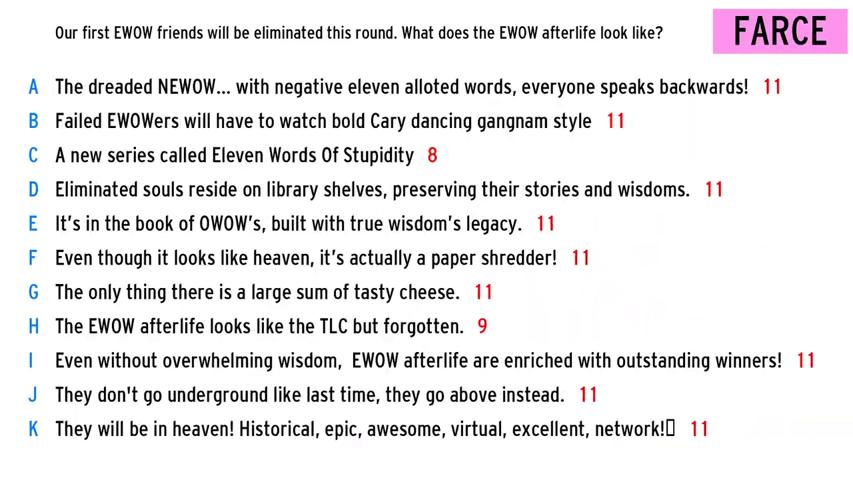 Our first EWOW friends will be eliminated this round. What does the EWOW afterlife look like?
FARCE
A The dreaded NEWOW... with negative eleven alloted words, everyone speaks backwards! 11
B Failed EWOWers will have to watch bold Cary dancing gangnam style 11
C A new series called Eleven Words Of Stupidity 8
D Eliminated souls reside on library shelves, preserving their stories and wisdoms. 11
E It's in the book of OWOW's, built with true wisdom's legacy. 11
F Even though it looks like heaven, it's actually a paper shredder! 11
G The only thing there is a large sum of tasty cheese. 11
H The EWOW afterlife looks like the TLC but forgotten. 9
I Even without overwhelming wisdom,  EWOW afterlife are enriched with outstanding winners! 11
J They don't go underground like last time, they go above instead. 11
K They will be in heaven! Historical, epic, awesome, virtual, excellent, network!▯ 11